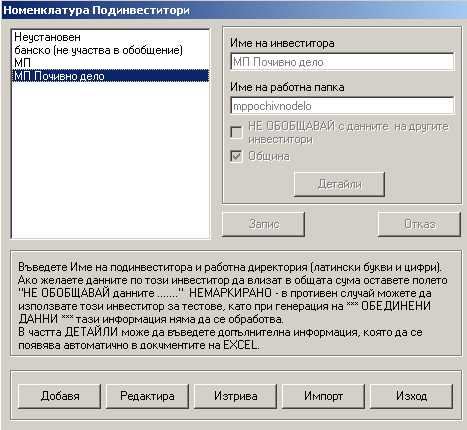 Номенклатура Подинвеститори
Неустановен
банско (не участва в обобщение)
МП
МП Почивно дело
Име на инвеститора
МП Почивно дело
Име на работна папка
mppochivnodelo
НЕ ОБОБЩАВАЙ с данните на другите
инвеститори
Община
Детайли
Запис
Отказ
Въведете Име на подинвеститора и работна директория (латински букви и цифри).
Ако желаете данните по този инвеститор да влизат в общата сума оставете полето
"НЕ ОБОБЩАВАЙ данните ......." НЕМАРКИРАНО - в противен случай можете да
използвате този инвеститор за тестове, като при генерация на *** ОБЕДИНЕНИ
ДАННИ *** тази информация няма да се обработва.
В частта ДЕТАЙЛИ може да въведете допълнителна информация, която да се
появява автоматично в документите на EXCEL.
Добавя
Редактира
Изтрива
Импорт
Изход